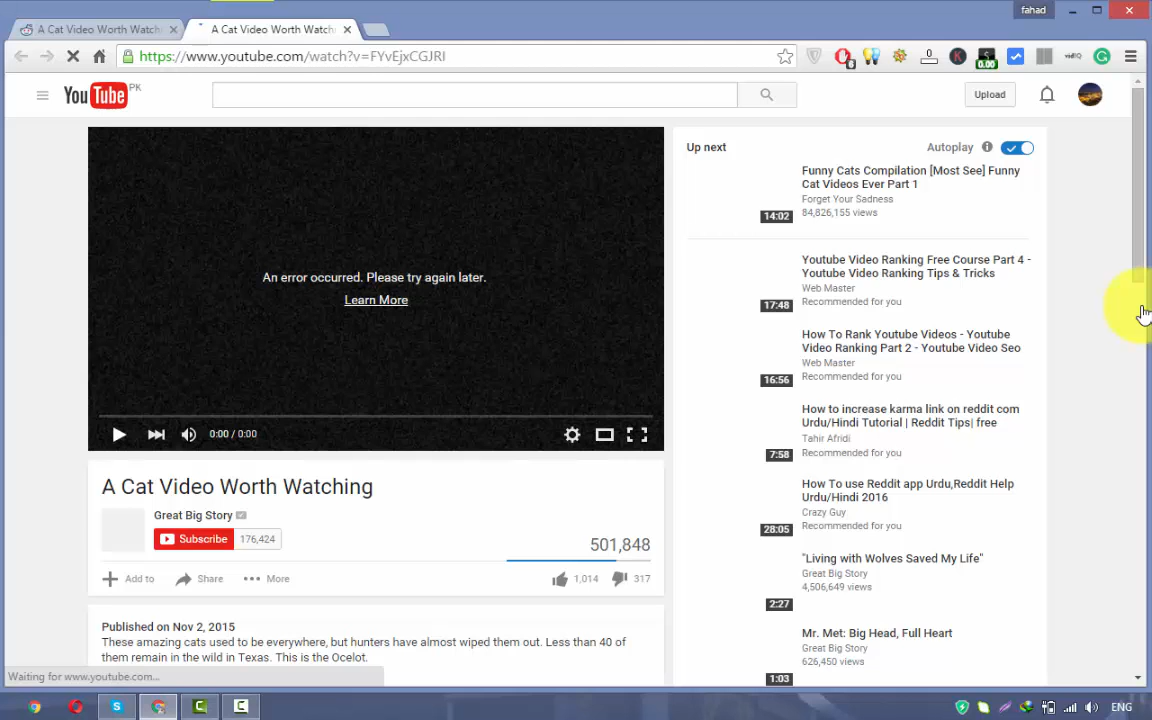 fahad
A Cat Video Worth Watch
A Cat Video Worth Watch
https://www.youtube.com/watch?v=FYvEjxCGJRI
0.00
YouTube PK
Upload
An error occurred. Please try again later.
Learn More
0:00 / 0:00
A Cat Video Worth Watching
Great Big Story
Subscribe 176,424
501,848
Add to Share More 1,014 317
Published on Nov 2, 2015
These amazing cats used to be everywhere, but hunters have almost wiped them out. Less than 40 of
them remain in the wild in Texas. This is the Ocelot.
Up next Autoplay
Funny Cats Compilation [Most See] Funny
Cat Videos Ever Part 1
Forget Your Sadness
84,826,155 views
14:02
Youtube Video Ranking Free Course Part 4 -
Youtube Video Ranking Tips & Tricks
Web Master
Recommended for you
17:48
How To Rank Youtube Videos - Youtube
Video Ranking Part 2 - Youtube Video Seo
Web Master
Recommended for you
16:56
How to increase karma link on reddit com
Urdu/Hindi Tutorial | Reddit Tips| free
Tahir Afridi
Recommended for you
7:58
How To use Reddit app Urdu,Reddit Help
Urdu/Hindi 2016
Crazy Guy
Recommended for you
28:05
"Living with Wolves Saved My Life"
Great Big Story
4,506,649 views
2:27
Mr. Met: Big Head, Full Heart
Great Big Story
626,450 views
1:03
Waiting for www.youtube.com...
ENG